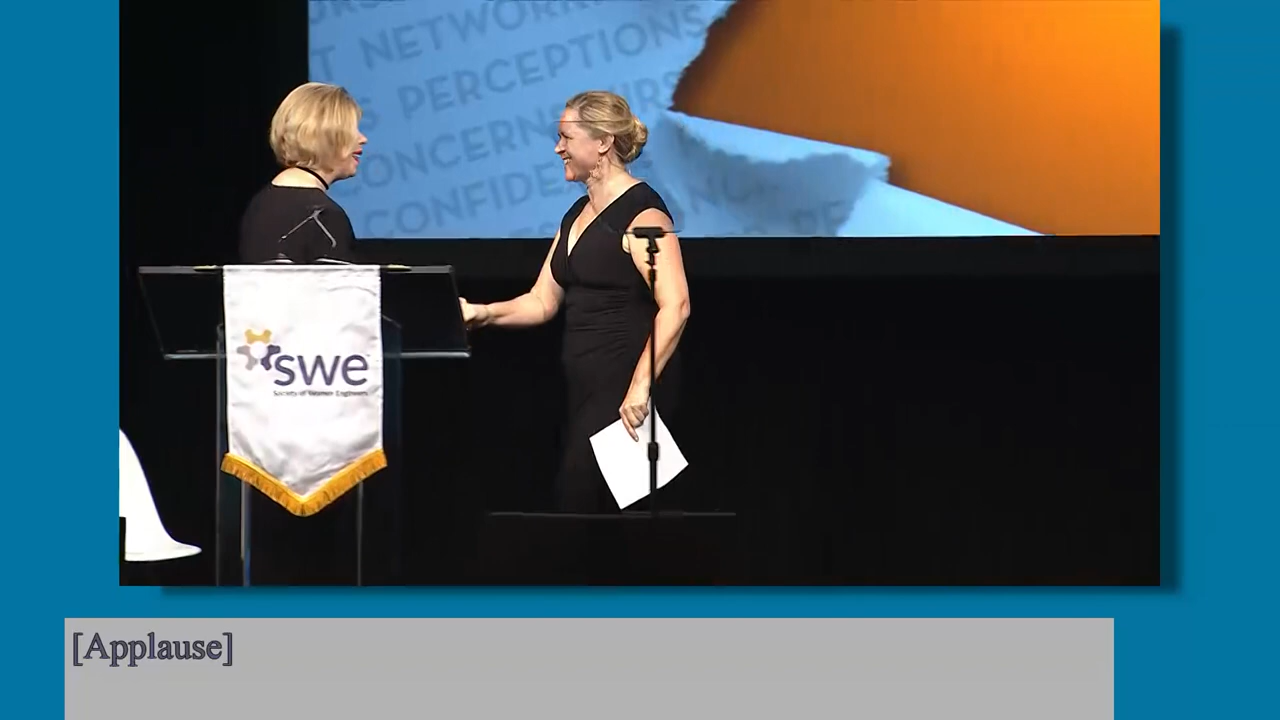 T NETWORK
S PERCEPTIONS
CONCERNS
CONFIDE
swe
Society of Women Engineers
[Applause]